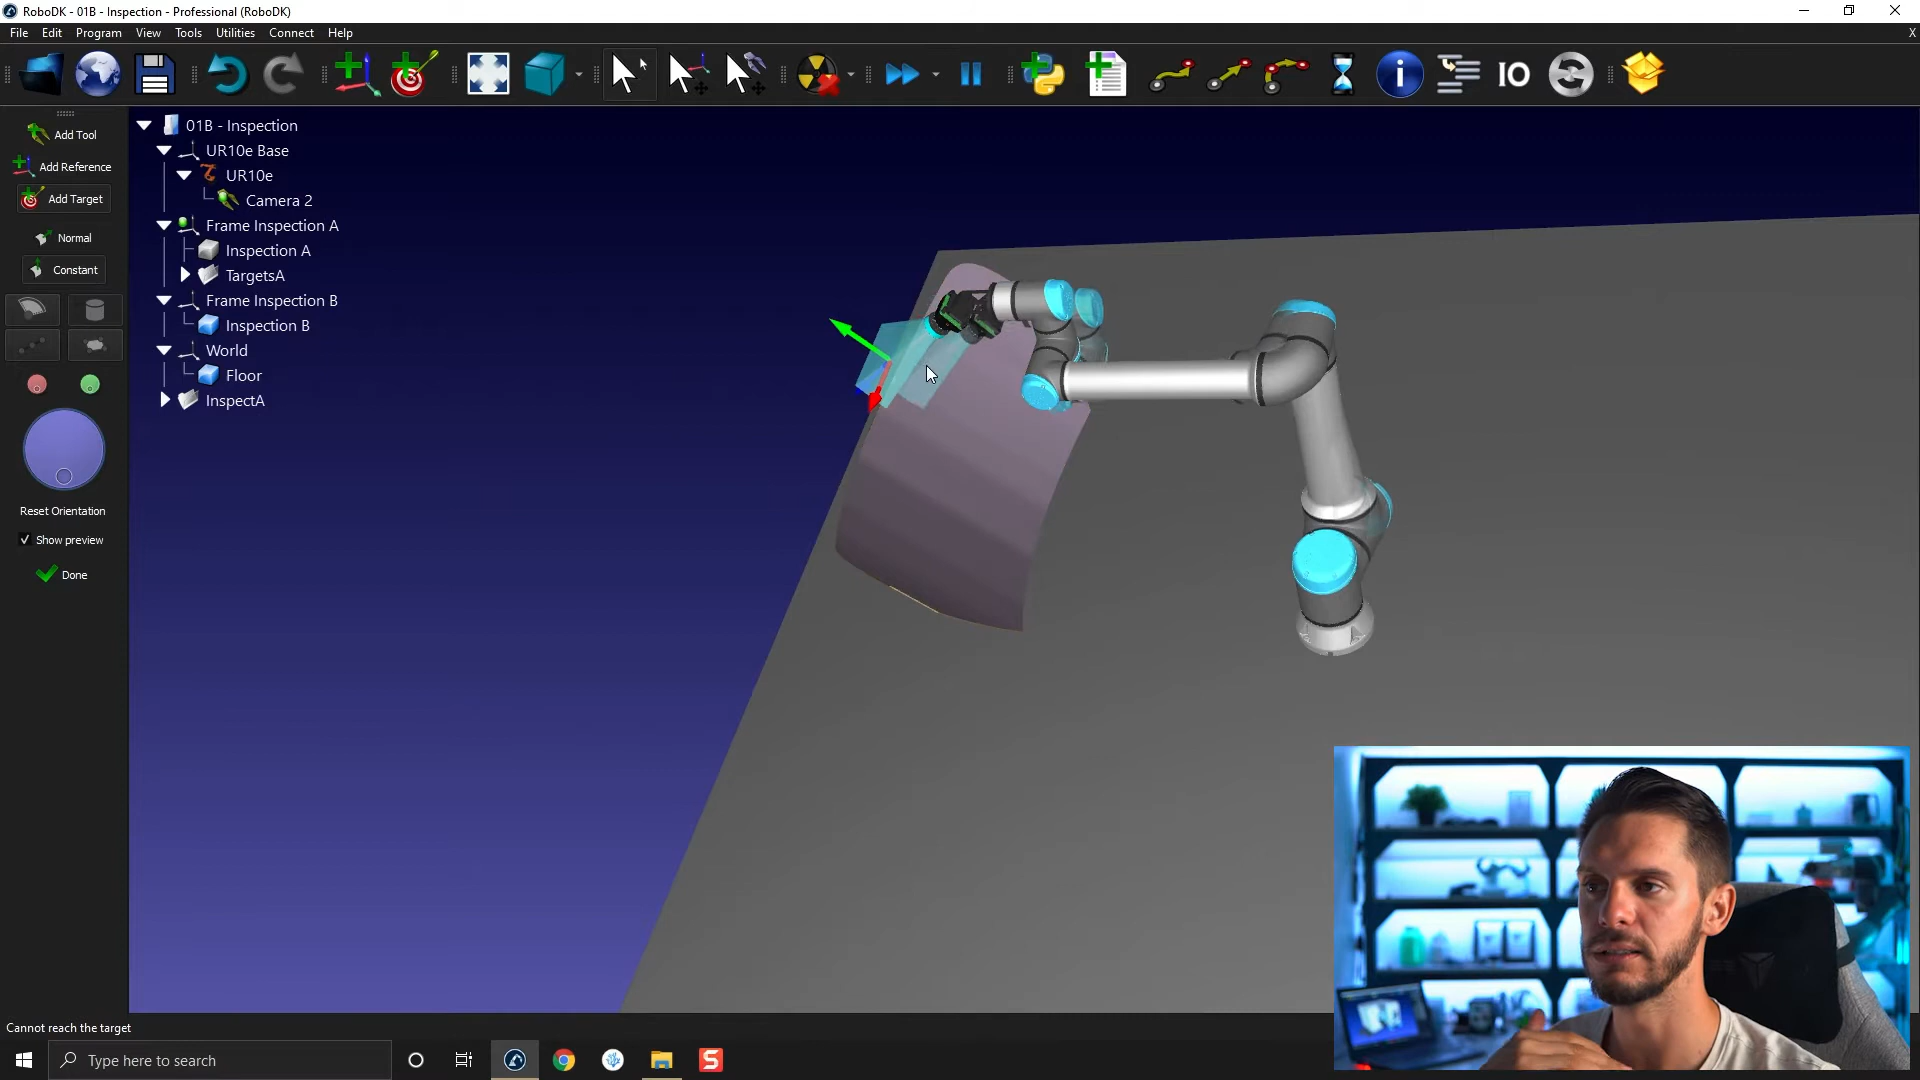 RoboDK - 01B - Inspection - Professional (RoboDK)
File Edit Program View Tools Utilities Connect Help
X
IO
Add Tool
Add Reference
Add Target
Normal
Constant
Reset Orientation
Show preview
Done
01B - Inspection
UR10e Base
UR10e
Camera 2
Frame Inspection A
Inspection A
TargetsA
Frame Inspection B
Inspection B
World
Floor
InspectA
Cannot reach the target
Type here to search
S